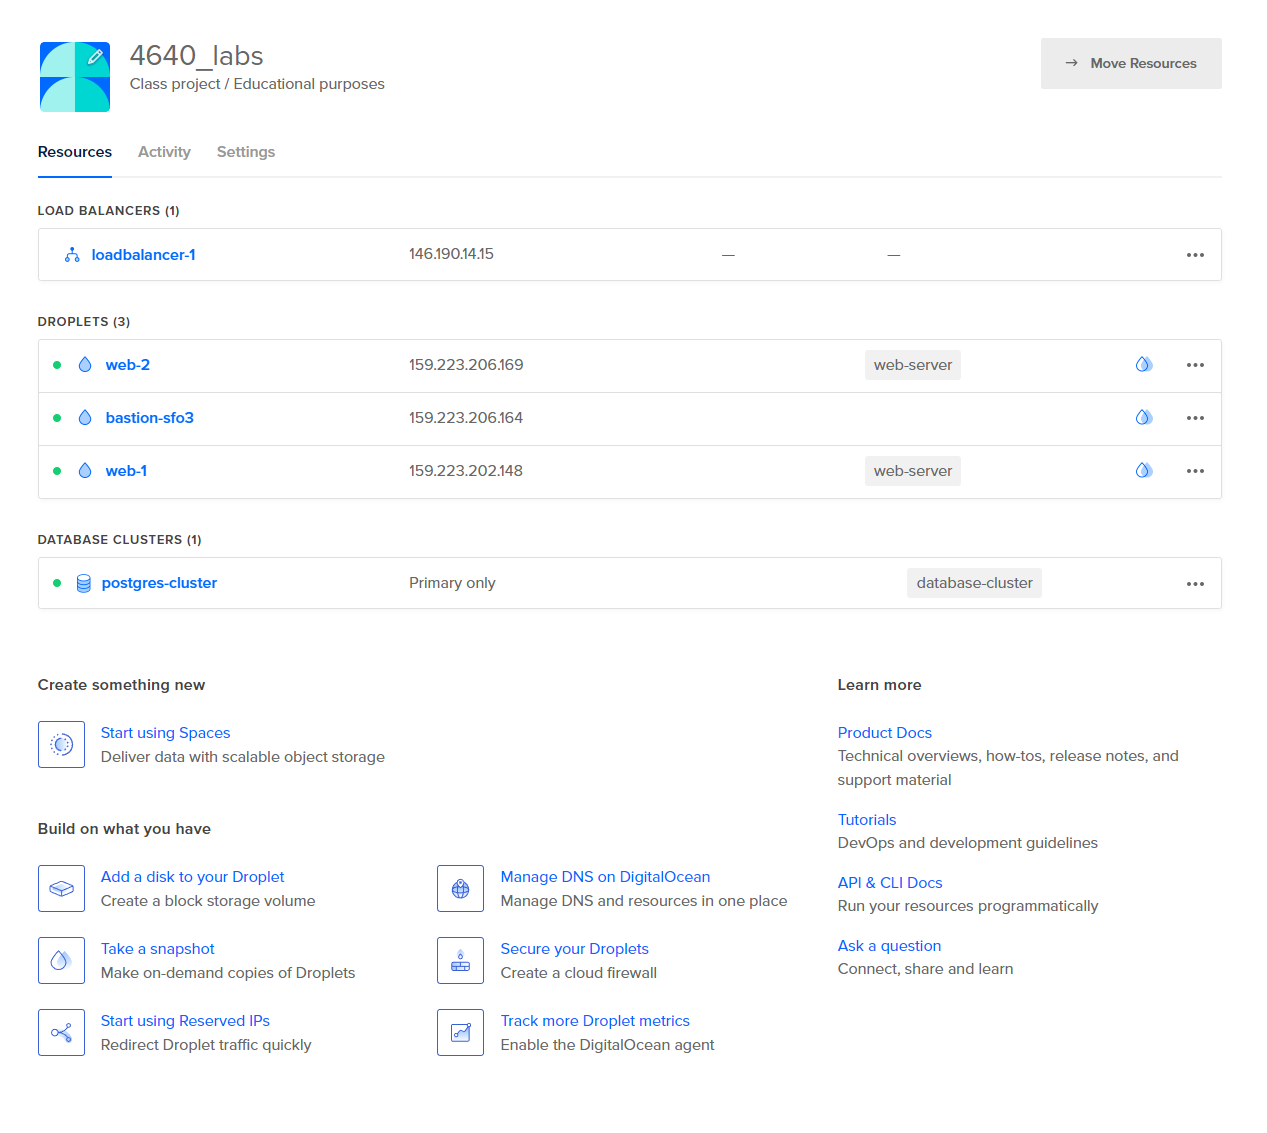 4640_labs
Class project / Educational purposes
→ Move Resources
Resources Activity Settings
LOAD BALANCERS (1)
loadbalancer-1 146.190.14.15 — —
DROPLETS (3)
web-2 159.223.206.169 web-server
bastion-sfo3 159.223.206.164
web-1 159.223.202.148 web-server
DATABASE CLUSTERS (1)
postgres-cluster Primary only database-cluster
Create something new
Start using Spaces
Deliver data with scalable object storage
Build on what you have
Add a disk to your Droplet
Create a block storage volume
Manage DNS on DigitalOcean
Manage DNS and resources in one place
Take a snapshot
Make on-demand copies of Droplets
Secure your Droplets
Create a cloud firewall
Start using Reserved IPs
Redirect Droplet traffic quickly
Track more Droplet metrics
Enable the DigitalOcean agent
Learn more
Product Docs
Technical overviews, how-tos, release notes, and
support material
Tutorials
DevOps and development guidelines
API & CLI Docs
Run your resources programmatically
Ask a question
Connect, share and learn